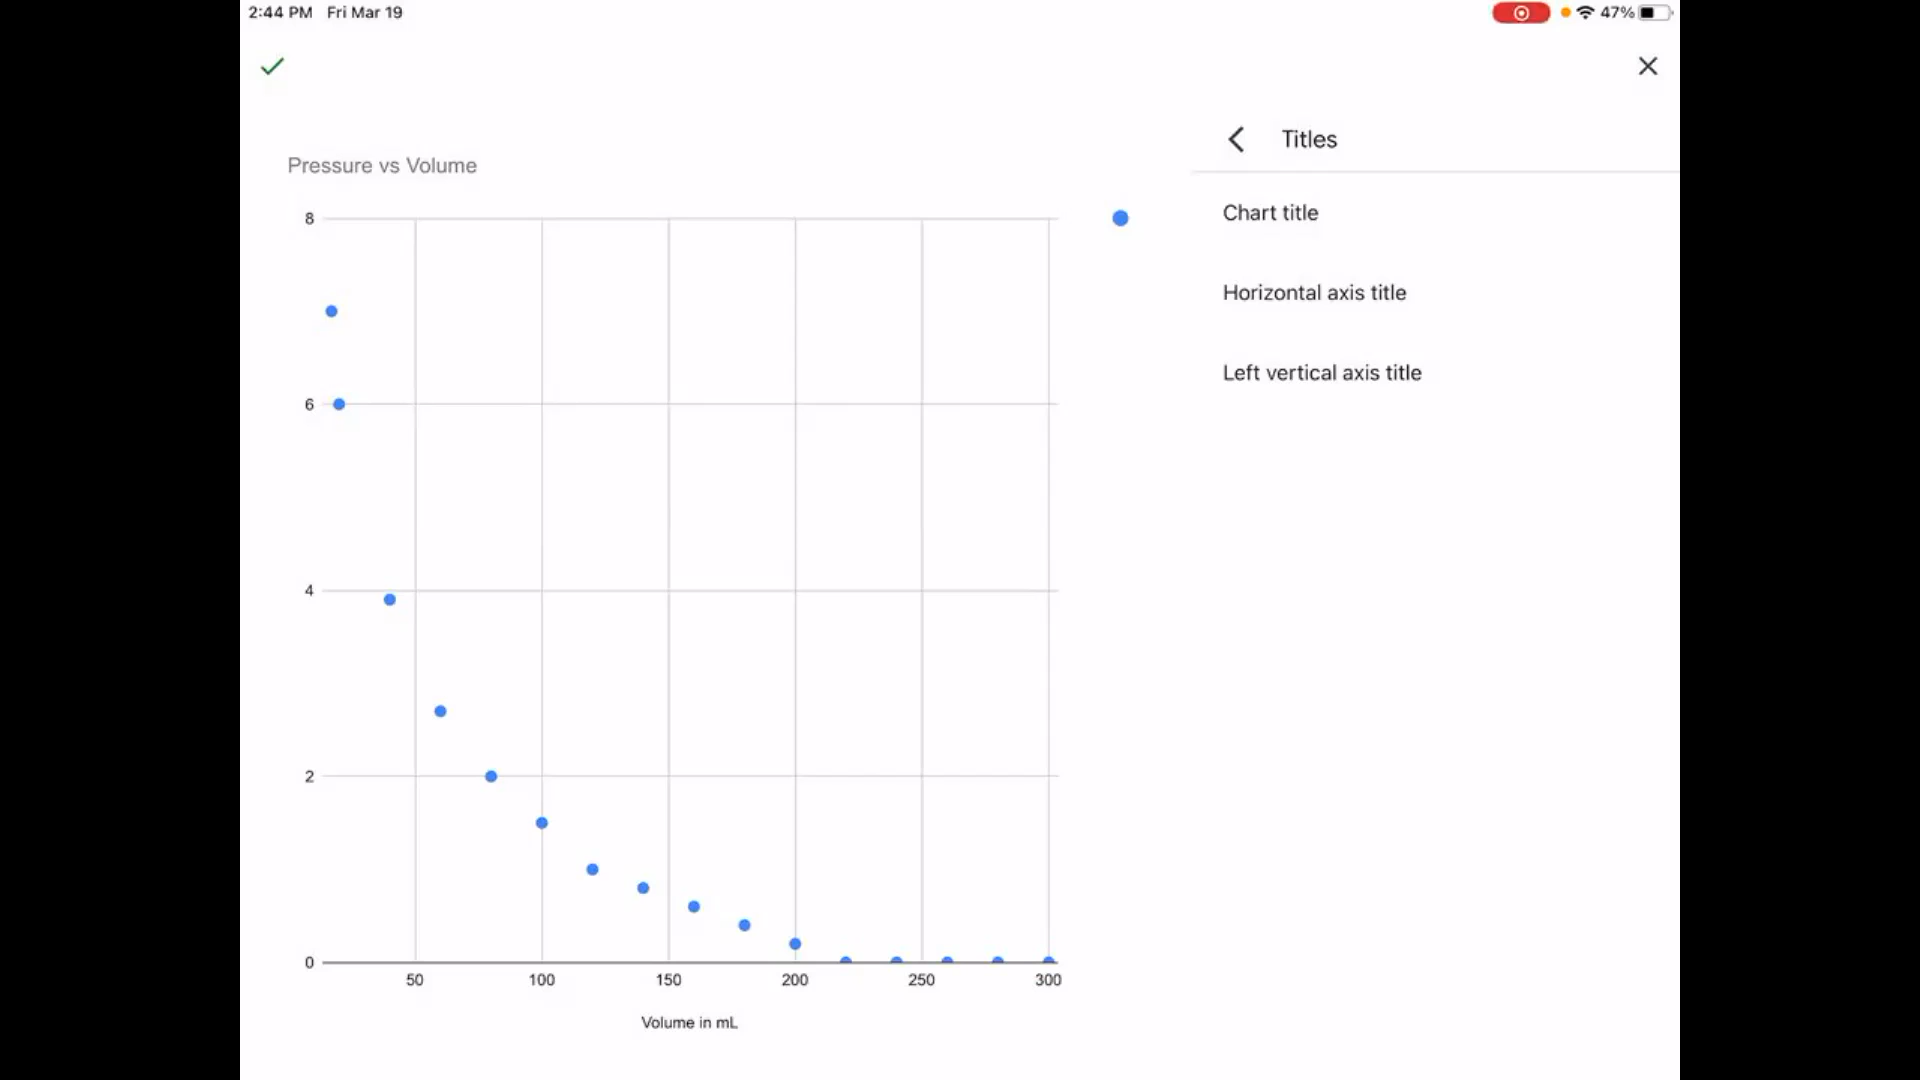 2:44 PM Fri Mar 19
47%
Titles
Pressure vs Volume
Chart title
8
Horizontal axis title
Left vertical axis title
6
4
2
0
50 100 150 200 250 300
Volume in mL